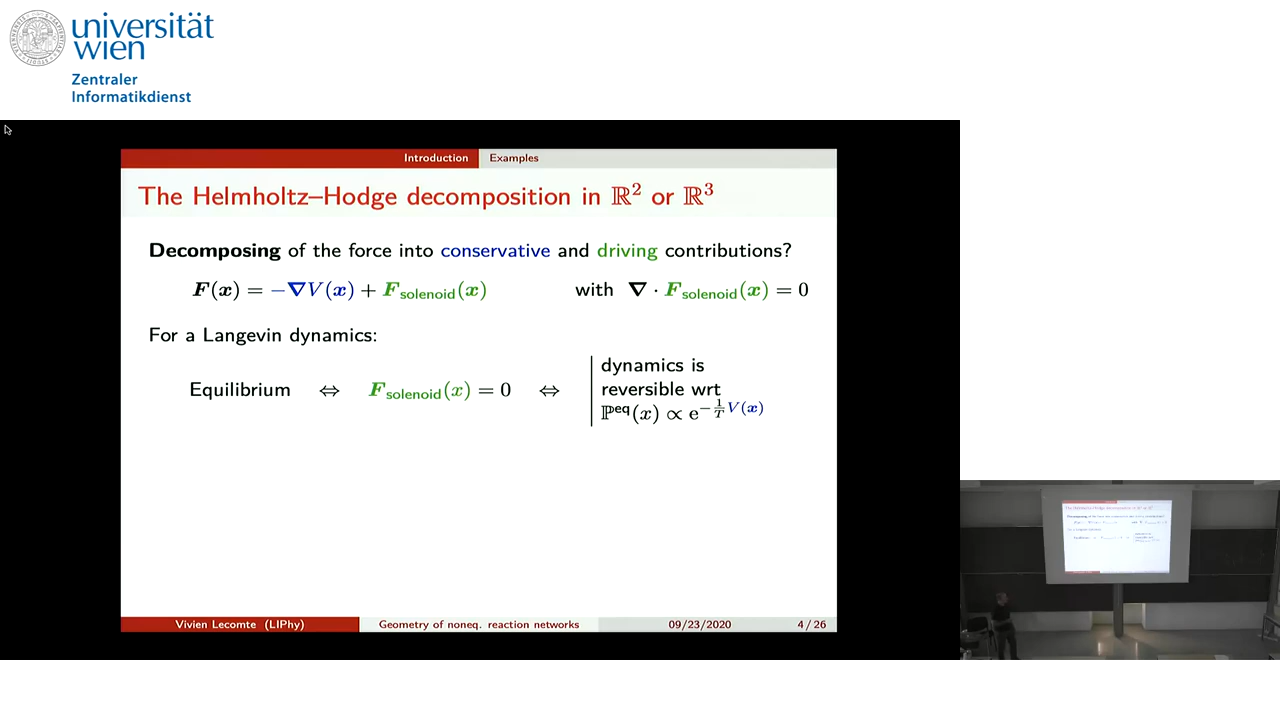 universität
wien
Zentraler
Informatikdienst
Introduction Examples
The Helmholtz–Hodge decomposition in ℝ² or ℝ³
Decomposing of the force into conservative and driving contributions?
F(x) = −∇V(x) + F_solenoid(x) with ∇ · F_solenoid(x) = 0
For a Langevin dynamics:
Equilibrium ⇔ F_solenoid(x) = 0 ⇔
dynamics is
reversible wrt
ℙ^eq(x) ∝ e^{−\frac{1}{T}V(x)}
Vivien Lecomte (LIPhy) Geometry of noneq. reaction networks 09/23/2020 4 / 26